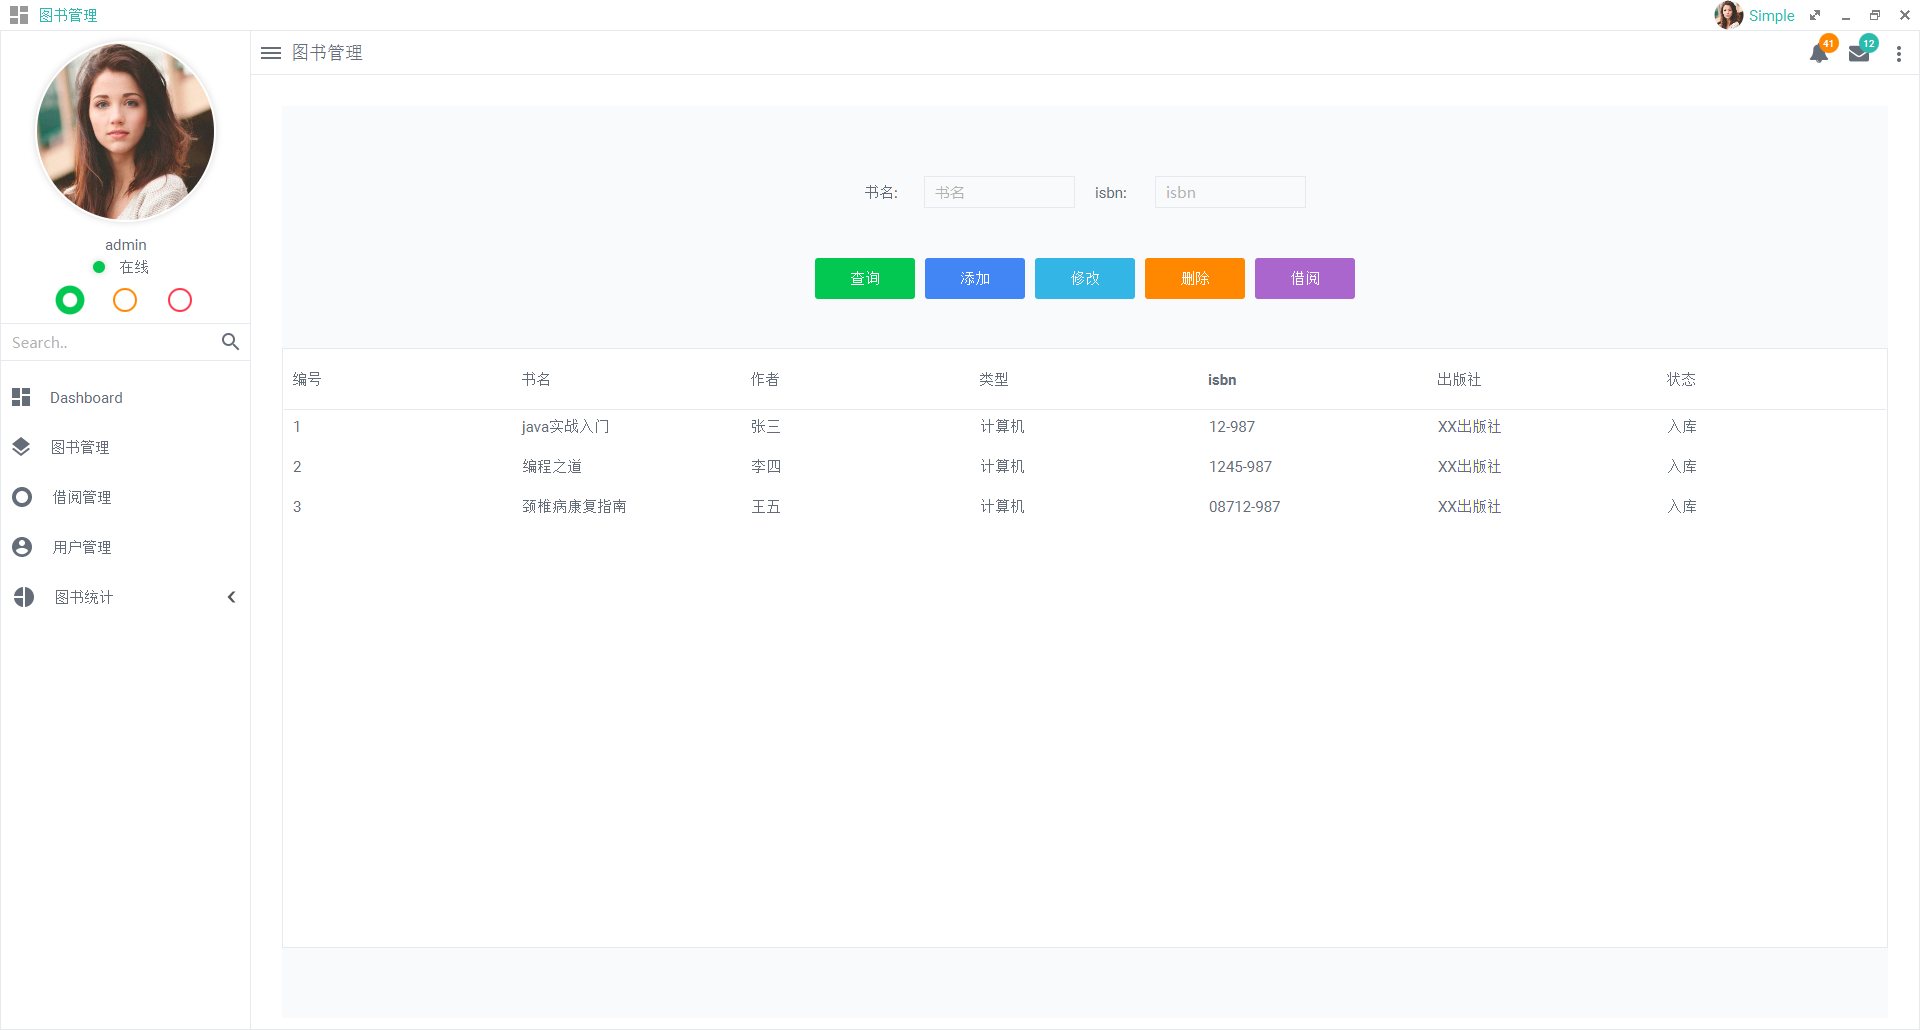 图书管理
Simple
图书管理
41
12
admin
在线
Search..
Dashboard
图书管理
借阅管理
用户管理
图书统计
书名: 书名 isbn: isbn
查询 添加 修改 删除 借阅
编号 书名 作者 类型 isbn 出版社 状态
1 java实战入门 张三 计算机 12-987 XX出版社 入库
2 编程之道 李四 计算机 1245-987 XX出版社 入库
3 颈椎病康复指南 王五 计算机 08712-987 XX出版社 入库